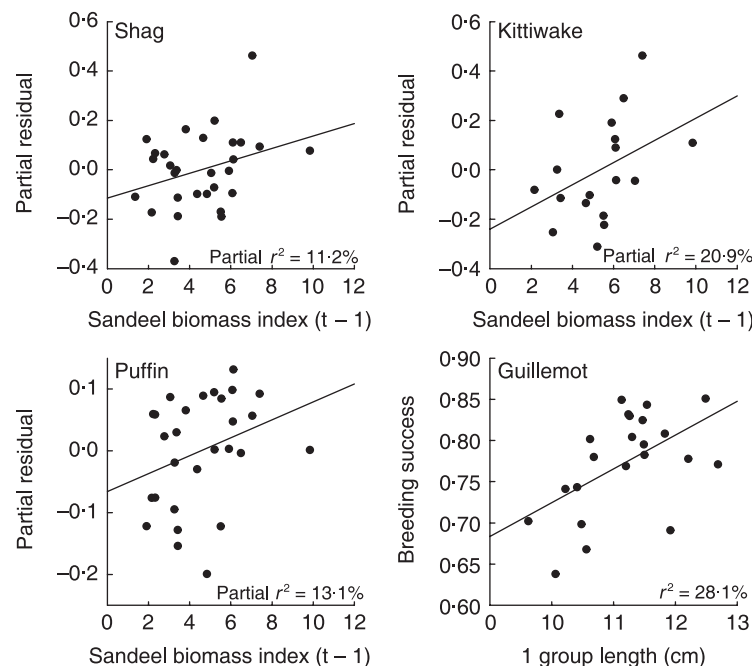 Shag
Partial residual
0·6
0·4
0·2
0·0
−0·2
−0·4
Partial r² = 11·2%
0 2 4 6 8 10 12
Sandeel biomass index (t − 1)
Kittiwake
Partial residual
0·6
0·4
0·2
0·0
−0·2
−0·4
Partial r² = 20·9%
0 2 4 6 8 10 12
Sandeel biomass index (t − 1)
Puffin
Partial residual
0·1
0·0
−0·1
−0·2
Partial r² = 13·1%
0 2 4 6 8 10 12
Sandeel biomass index (t − 1)
Guillemot
Breeding success
0·90
0·85
0·80
0·75
0·70
0·65
0·60
r² = 28·1%
0 10 11 12 13
1 group length (cm)